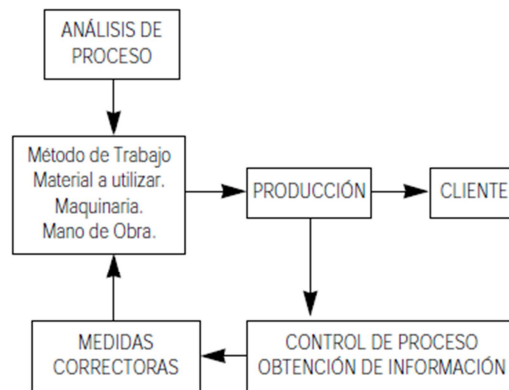 ANÁLISIS DE
PROCESO
Método de Trabajo
Material a utilizar.
Maquinaria.
Mano de Obra.
PRODUCCIÓN
CLIENTE
MEDIDAS
CORRECTORAS
CONTROL DE PROCESO
OBTENCIÓN DE INFORMACIÓN